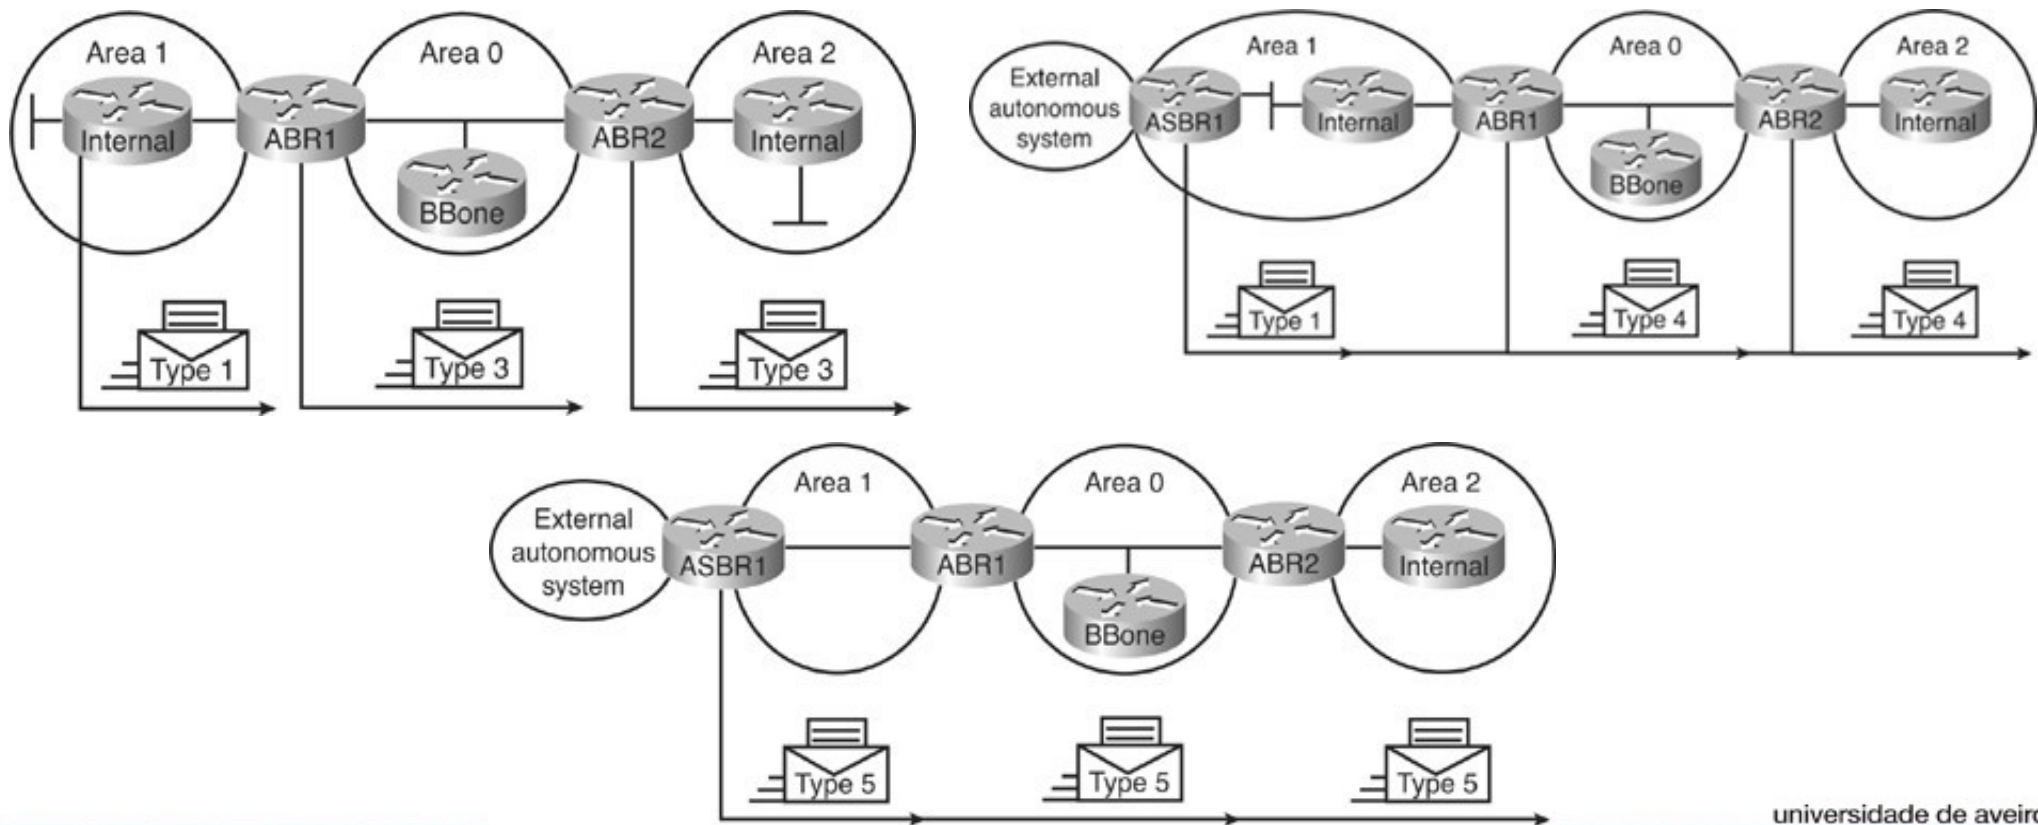 Area 1
Area 0
Area 2
Internal
ABR1
ABR2
Internal
BBone
Type 1
Type 3
Type 3
External
autonomous
system
Area 1
Area 0
Area 2
ASBR1
Internal
ABR1
ABR2
Internal
BBone
Type 1
Type 4
Type 4
External
autonomous
system
Area 1
Area 0
Area 2
ASBR1
ABR1
ABR2
Internal
BBone
Type 5
Type 5
Type 5
universidade de aveiro